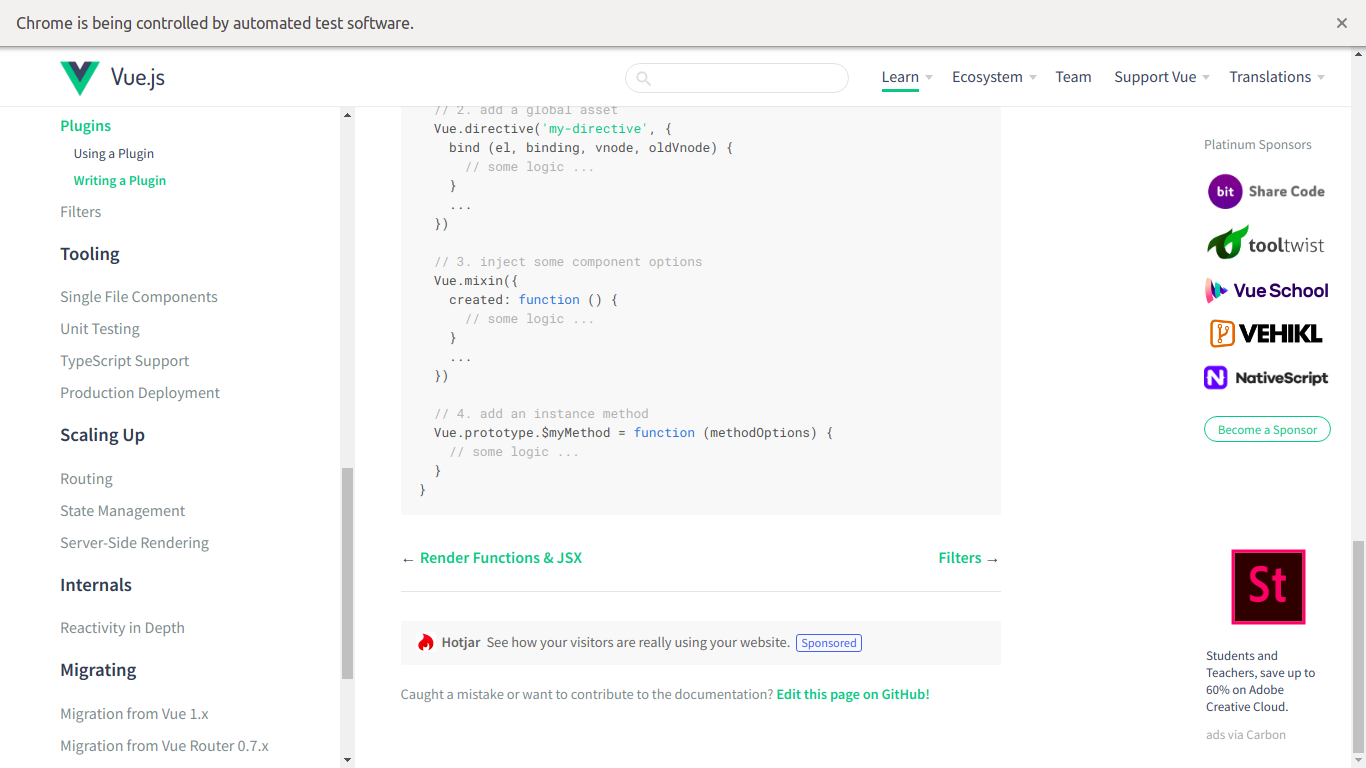 Chrome is being controlled by automated test software.
Vue.js
Learn
Ecosystem
Team
Support Vue
Translations
Plugins
Using a Plugin
Writing a Plugin
Filters
Tooling
Single File Components
Unit Testing
TypeScript Support
Production Deployment
Scaling Up
Routing
State Management
Server-Side Rendering
Internals
Reactivity in Depth
Migrating
Migration from Vue 1.x
Migration from Vue Router 0.7.x
// 2. add a global asset
Vue.directive('my-directive', {
bind (el, binding, vnode, oldVnode) {
// some logic ...
}
...
})
// 3. inject some component options
Vue.mixin({
created: function () {
// some logic ...
}
...
})
// 4. add an instance method
Vue.prototype.$myMethod = function (methodOptions) {
// some logic ...
}
}
← Render Functions & JSX
Filters →
Hotjar See how your visitors are really using your website. Sponsored
Caught a mistake or want to contribute to the documentation? Edit this page on GitHub!
Platinum Sponsors
bit Share Code
tooltwist
Vue School
VEHIKL
NativeScript
Become a Sponsor
St
Students and
Teachers, save up to
60% on Adobe
Creative Cloud.
ads via Carbon